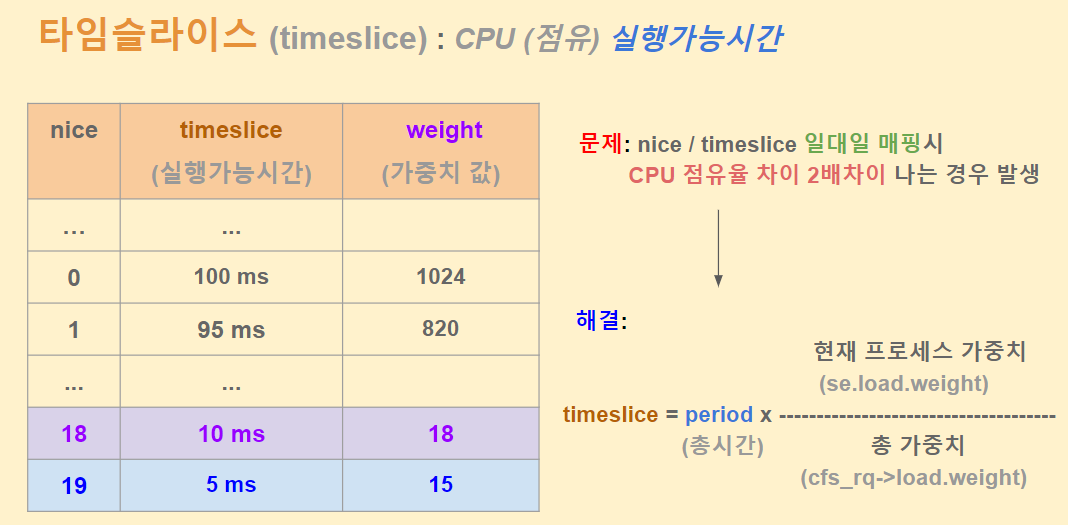 타임슬라이스 (timeslice) : CPU (점유) 실행가능시간
nice timeslice weight
(실행가능시간) (가중치 값)
... ...
0 100 ms 1024
1 95 ms 820
... ...
18 10 ms 18
19 5 ms 15
문제: nice / timeslice 일대일 매핑시
CPU 점유율 차이 2배차이 나는 경우 발생
해결:
현재 프로세스 가중치
(se.load.weight)
timeslice = period x -------------------------------------
(총시간) 총 가중치
(cfs_rq->load.weight)